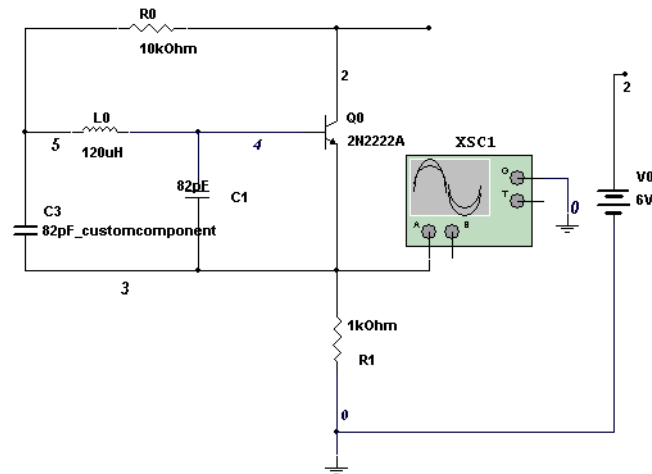 R0
10kOhm
2
2
L0
Q0
5
4
2N2222A
XSC1
120uH
G
V0
T
82pF
C1
6V
0
C3
A
B
82pF_customcomponent
3
1kOhm
R1
0